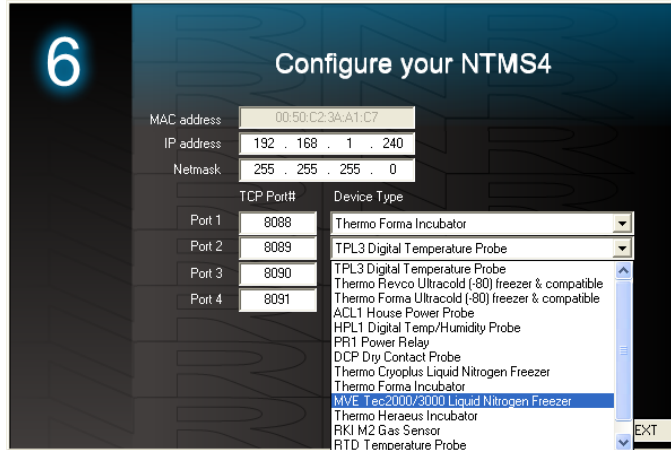 6
Configure your NTMS4
MAC address 00:50:C2:3A:A1:C7
IP address 192 . 168 . 1 . 240
Netmask 255 . 255 . 255 . 0
TCP Port# Device Type
Port 1 8088 Thermo Forma Incubator
Port 2 8089 TPL3 Digital Temperature Probe
Port 3 8090
Port 4 8091
TPL3 Digital Temperature Probe
Thermo Revco Ultracold (-80) freezer & compatible
Thermo Forma Ultracold (-80) freezer & compatible
ACL1 House Power Probe
HPL1 Digital Temp/Humidity Probe
PR1 Power Relay
DCP Dry Contact Probe
Thermo Cryoplus Liquid Nitrogen Freezer
Thermo Forma Incubator
MVE Tec2000/3000 Liquid Nitrogen Freezer
Thermo Heraeus Incubator
RKI M2 Gas Sensor
RTD Temperature Probe
EXT